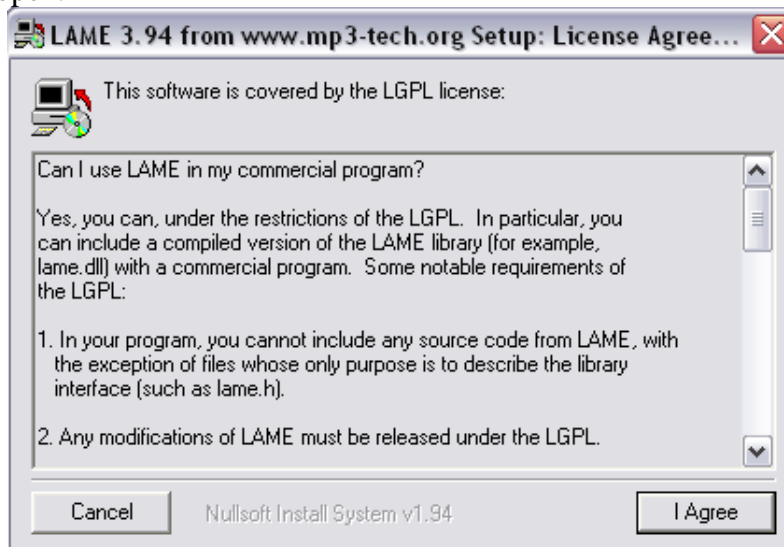 LAME 3.94 from www.mp3-tech.org Setup: License Agree...
This software is covered by the LGPL license:
Can I use LAME in my commercial program?
Yes, you can, under the restrictions of the LGPL. In particular, you
can include a compiled version of the LAME library (for example,
lame.dll) with a commercial program. Some notable requirements of
the LGPL:
1. In your program, you cannot include any source code from LAME, with
the exception of files whose only purpose is to describe the library
interface (such as lame.h).
2. Any modifications of LAME must be released under the LGPL.
Cancel
Nullsoft Install System v1.94
I Agree